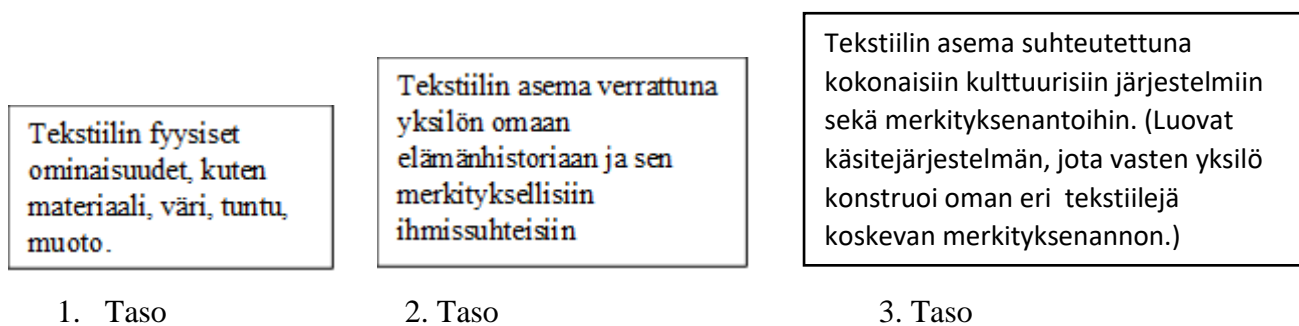 Tekstiilin fyysiset
ominaisuudet, kuten
materiaali, väri, tuntu,
muoto.
Tekstiilin asema verrattuna
yksilön omaan
elämänhistoriaan ja sen
merkityksellisiin
ihmissuhteisiin
Tekstiilin asema suhteutettuna
kokonaisiin kulttuurisiin järjestelmiin
sekä merkityksenantoihin. (Luovat
käsitejärjestelmän, jota vasten yksilö
konstruoi oman eri tekstiilejä
koskevan merkityksenannon.)
1. Taso
2. Taso
3. Taso